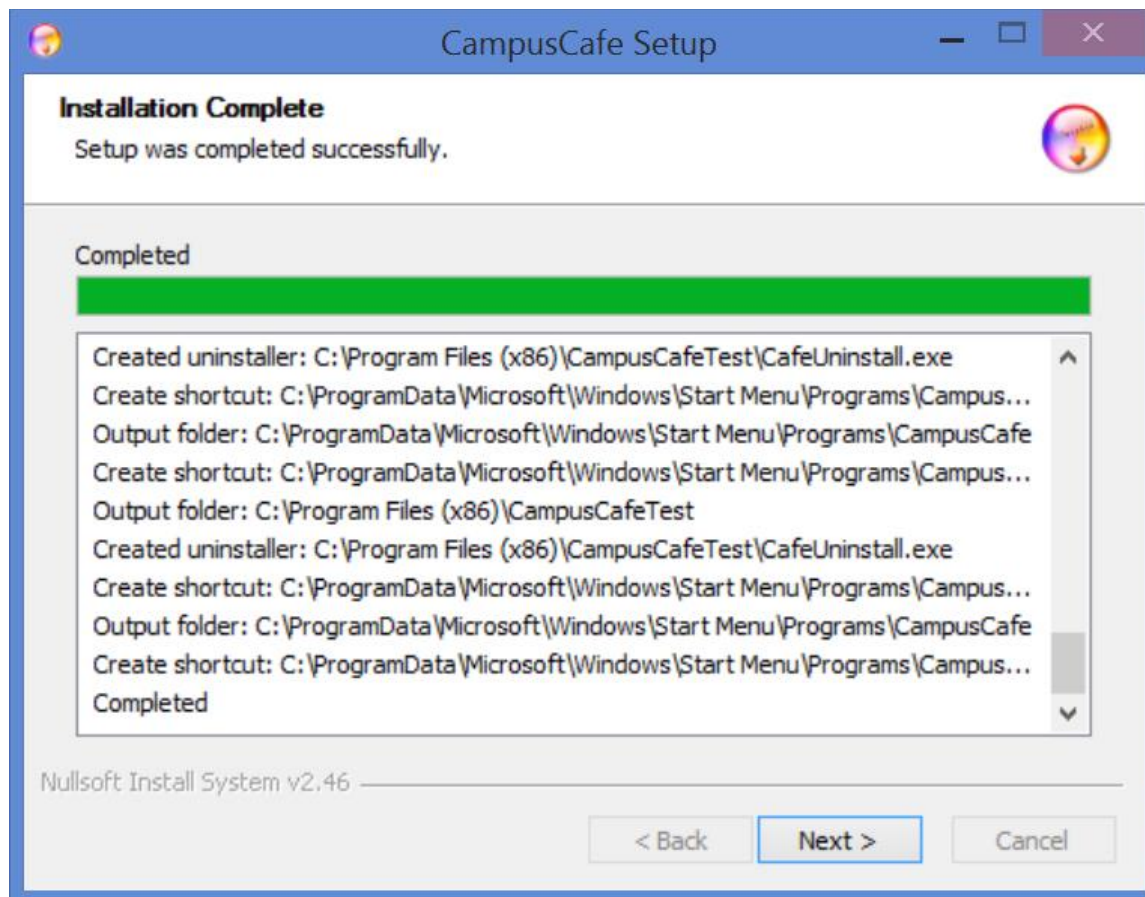 CampusCafe Setup
Installation Complete
Setup was completed successfully.
Completed
Created uninstaller: C:\Program Files (x86)\CampusCafeTest\CafeUninstall.exe
Create shortcut: C:\ProgramData\Microsoft\Windows\Start Menu\Programs\Campus...
Output folder: C:\ProgramData\Microsoft\Windows\Start Menu\Programs\CampusCafe
Create shortcut: C:\ProgramData\Microsoft\Windows\Start Menu\Programs\Campus...
Output folder: C:\Program Files (x86)\CampusCafeTest
Created uninstaller: C:\Program Files (x86)\CampusCafeTest\CafeUninstall.exe
Create shortcut: C:\ProgramData\Microsoft\Windows\Start Menu\Programs\Campus...
Output folder: C:\ProgramData\Microsoft\Windows\Start Menu\Programs\CampusCafe
Create shortcut: C:\ProgramData\Microsoft\Windows\Start Menu\Programs\Campus...
Completed
Nullsoft Install System v2.46
< Back Next > Cancel